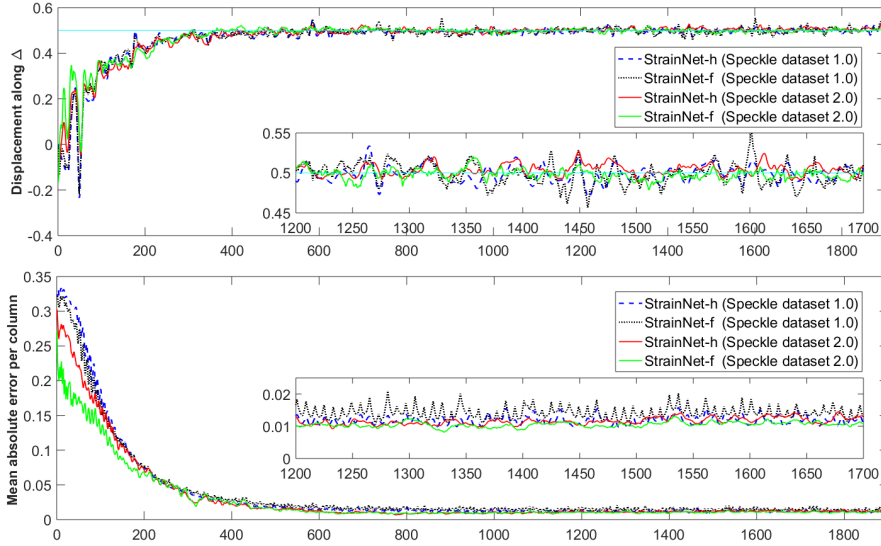 0.6
0.4
0.2
0
-0.2
-0.4
Displacement along △
StrainNet-h (Speckle dataset 1.0)
StrainNet-f (Speckle dataset 1.0)
StrainNet-h (Speckle dataset 2.0)
StrainNet-f (Speckle dataset 2.0)
0.55
0.5
0.45
1200 1250 1300 1350 1400 1450 1500 1550 1600 1650 1700
0 200 400 600 800 1000 1200 1400 1600 1800
0.35
0.3
0.25
0.2
0.15
0.1
0.05
0
Mean absolute error per column
StrainNet-h (Speckle dataset 1.0)
StrainNet-f (Speckle dataset 1.0)
StrainNet-h (Speckle dataset 2.0)
StrainNet-f (Speckle dataset 2.0)
0.02
0.01
0
1200 1250 1300 1350 1400 1450 1500 1550 1600 1650 1700
0 200 400 600 800 1000 1200 1400 1600 1800